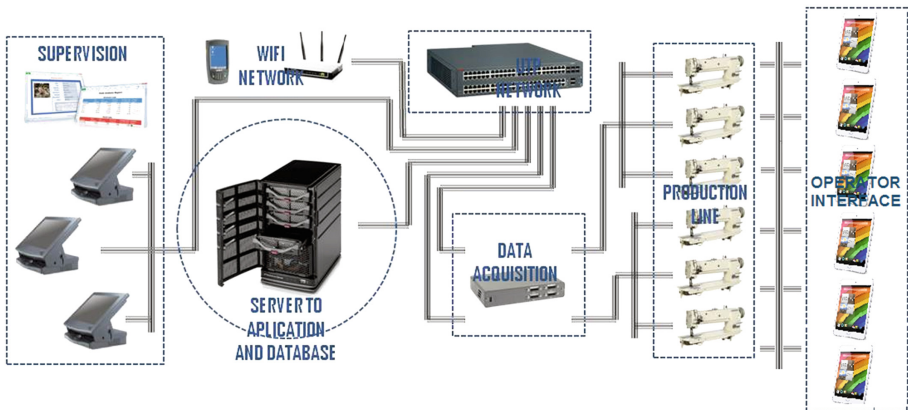 SUPERVISION
WIFI
NETWORK
UTP
NETWORK
SERVER TO
APLICATION
AND DATABASE
DATA
ACQUISITION
PRODUCTION
LINE
OPERATOR
INTERFACE